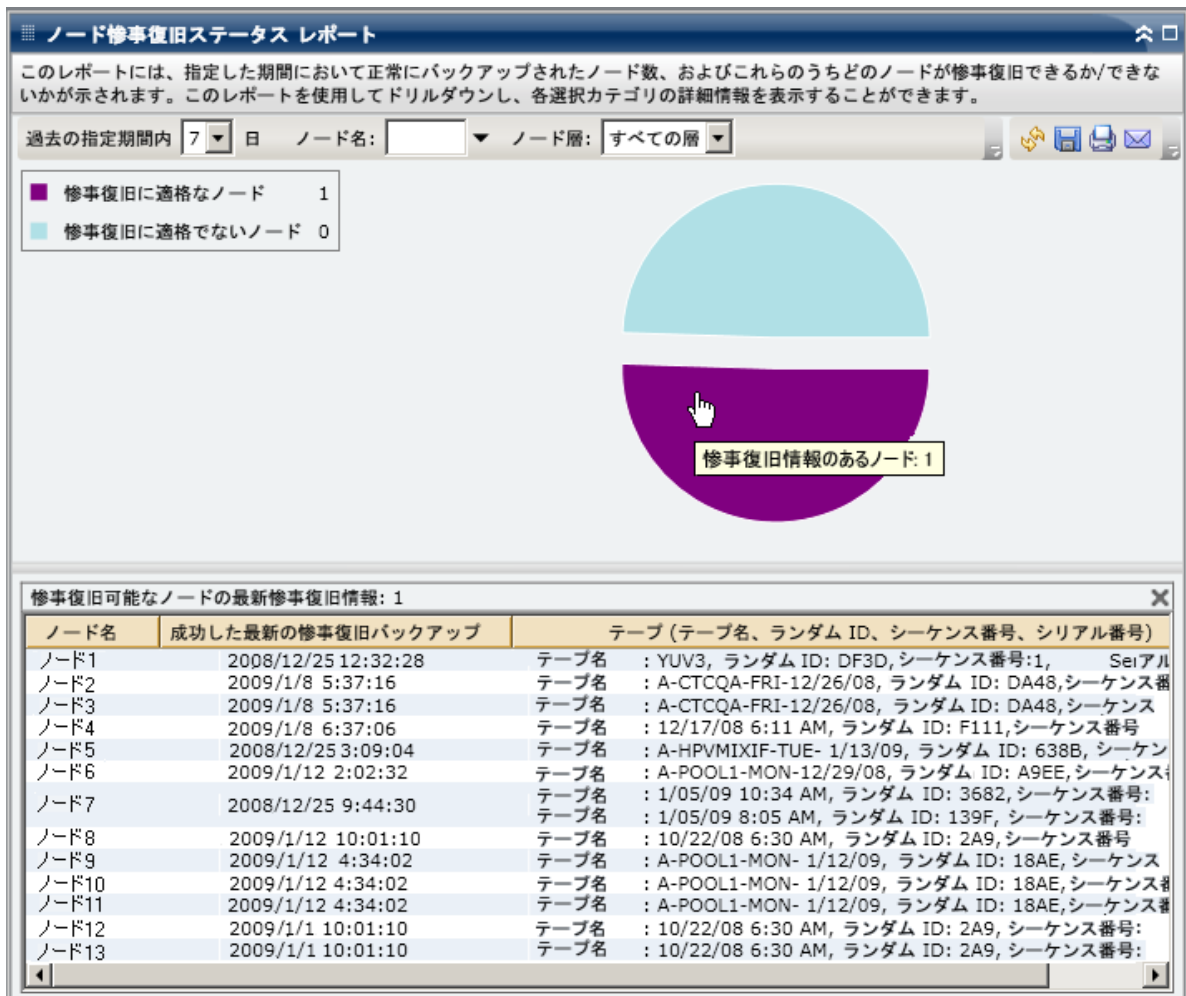 ノード惨事復旧ステータス レポート
このレポートには、指定した期間において正常にバックアップされたノード数、およびこれらのうちどのノードが惨事復旧できるか/できな
いかが示されます。このレポートを使用してドリルダウンし、各選択カテゴリの詳細情報を表示することができます。
過去の指定期間内 7 日 ノード名: ノード層: すべての層
惨事復旧に適格なノード 1
惨事復旧に適格でないノード 0
惨事復旧情報のあるノード: 1
惨事復旧可能なノードの最新惨事復旧情報: 1
ノード名 成功した最新の惨事復旧バックアップ テープ (テープ名、ランダム ID、シーケンス番号、シリアル番号)
ノード1 2008/12/25 12:32:28 テープ名 : YUV3, ランダム ID: DF3D, シーケンス番号:1, Serアル
ノード2 2009/1/8 5:37:16 テープ名 : A-CTCQA-FRI-12/26/08, ランダム ID: DA48,シーケンス番
ノード3 2009/1/8 5:37:16 テープ名 : A-CTCQA-FRI-12/26/08, ランダム ID: DA48,シーケンス
ノード4 2009/1/8 6:37:06 テープ名 : 12/17/08 6:11 AM, ランダム ID: F111,シーケンス番号
ノード5 2008/12/25 3:09:04 テープ名 : A-HPVMIXIF-TUE- 1/13/09, ランダム ID: 638B, シーケン
ノード6 2009/1/12 2:02:32 テープ名 : A-POOL1-MON-12/29/08, ランダム ID: A9EE,シーケンス
ノード7 2008/12/25 9:44:30 テープ名 : 1/05/09 10:34 AM, ランダム ID: 3682,シーケンス番号:
テープ名 : 1/05/09 8:05 AM, ランダム ID: 139F, シーケンス番号:
ノード8 2009/1/12 10:01:10 テープ名 : 10/22/08 6:30 AM, ランダム ID: 2A9, シーケンス番号
ノード9 2009/1/12 4:34:02 テープ名 : A-POOL1-MON- 1/12/09, ランダム ID: 18AE, シーケンス
ノード10 2009/1/12 4:34:02 テープ名 : A-POOL1-MON- 1/12/09, ランダム ID: 18AE, シーケンス番
ノード11 2009/1/12 4:34:02 テープ名 : A-POOL1-MON- 1/12/09, ランダム ID: 18AE,シーケンス番
ノード12 2009/1/1 10:01:10 テープ名 : 10/22/08 6:30 AM, ランダム ID: 2A9, シーケンス番号:
ノード13 2009/1/1 10:01:10 テープ名 : 10/22/08 6:30 AM, ランダム ID: 2A9, シーケンス番号: